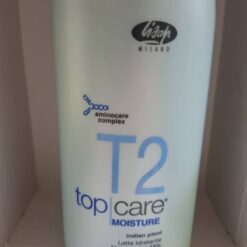 lisap
MILANO
aminocare
complex
T2
top care®
MOISTURE
indian plant
Latte idratante